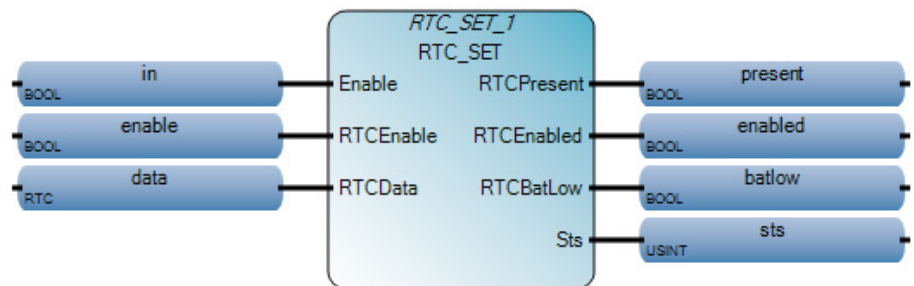 RTC_SET_1
RTC_SET
in
BOOL
Enable
RTCPresent
present
BOOL
enable
BOOL
RTCEnable
RTCEnabled
enabled
BOOL
data
RTC
RTCData
RTCBatLow
batlow
BOOL
Sts
sts
USINT